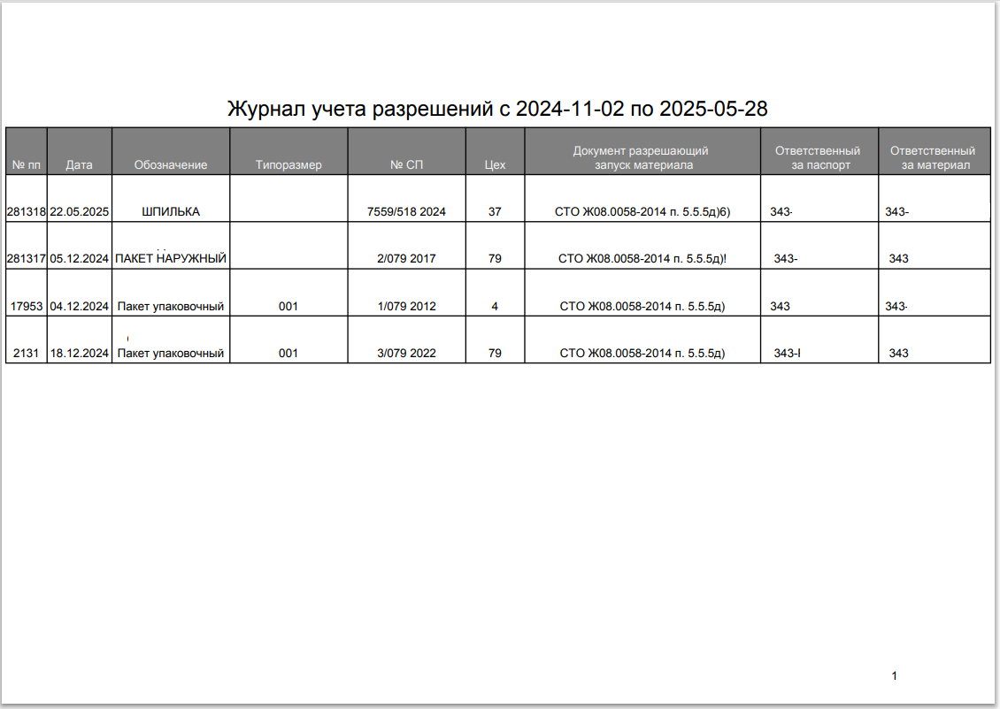 Журнал учета разрешений с 2024-11-02 по 2025-05-28
№ пп Дата Обозначение Типоразмер № СП Цех Документ разрешающий запуск материала Ответственный за паспорт Ответственный за материал
281318 22.05.2025 ШПИЛЬКА 7559/518 2024 37 СТО Ж08.0058-2014 п. 5.5.5д)6) 343- 343-
281317 05.12.2024 ПАКЕТ НАРУЖНЫЙ 2/079 2017 79 СТО Ж08.0058-2014 п. 5.5.5д)! 343- 343
17953 04.12.2024 Пакет упаковочный 001 1/079 2012 4 СТО Ж08.0058-2014 п. 5.5.5д) 343 343-
2131 18.12.2024 Пакет упаковочный 001 3/079 2022 79 СТО Ж08.0058-2014 п. 5.5.5д) 343- 343
1